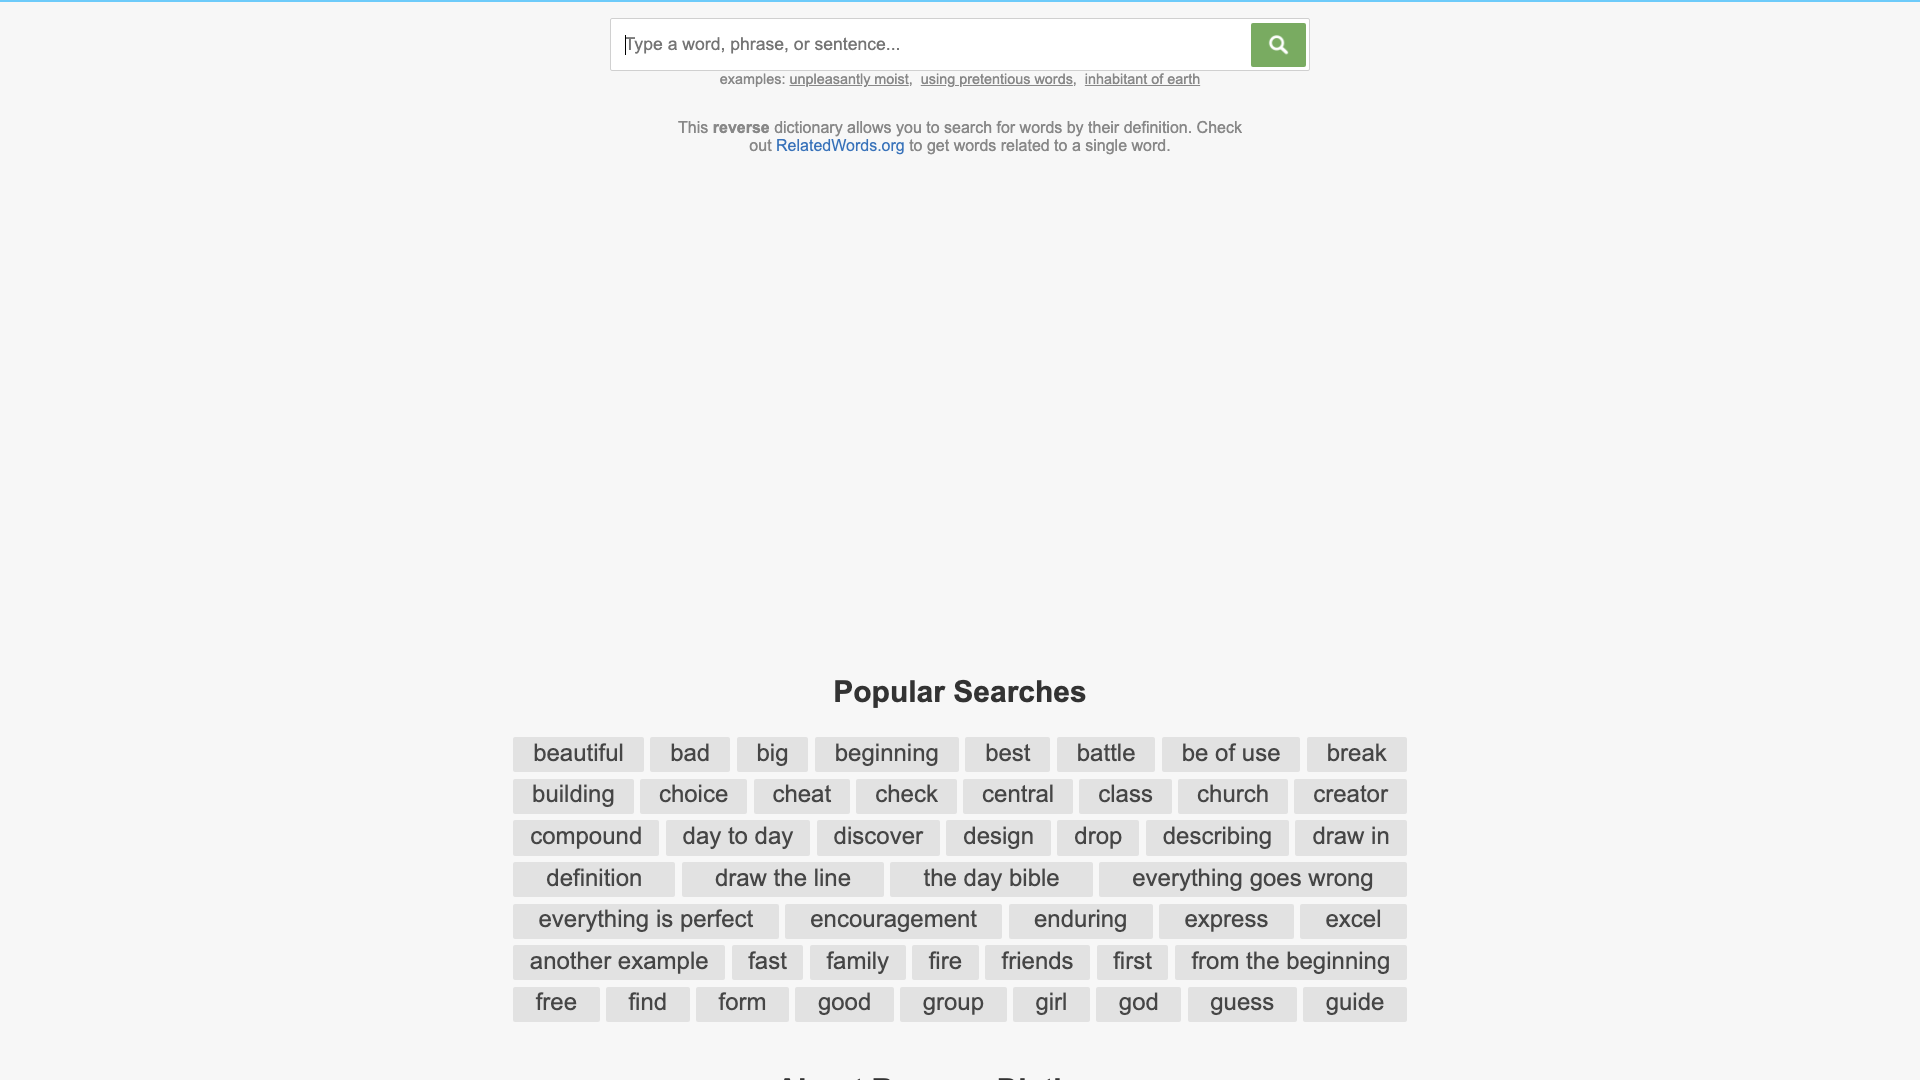 Type a word, phrase, or sentence...
examples: unpleasantly moist, using pretentious words, inhabitant of earth
This reverse dictionary allows you to search for words by their definition. Check
out RelatedWords.org to get words related to a single word.
Popular Searches
beautiful bad big beginning best battle be of use break
building choice cheat check central class church creator
compound day to day discover design drop describing draw in
definition draw the line the day bible everything goes wrong
everything is perfect encouragement enduring express excel
another example fast family fire friends first from the beginning
free find form good group girl god guess guide